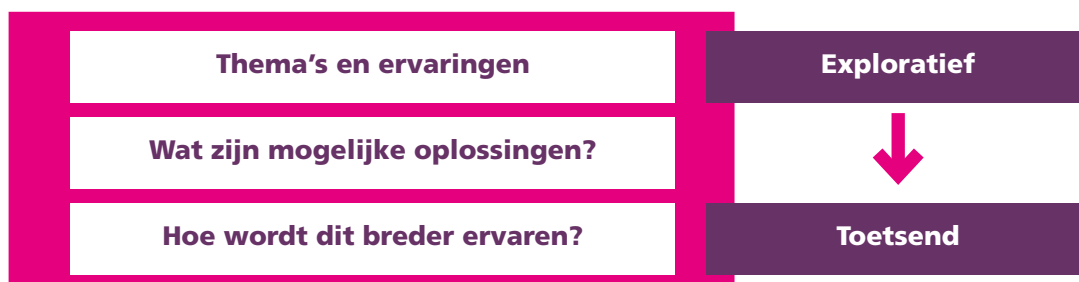 Thema’s en ervaringen
Exploratief
Wat zijn mogelijke oplossingen?
Hoe wordt dit breder ervaren?
Toetsend